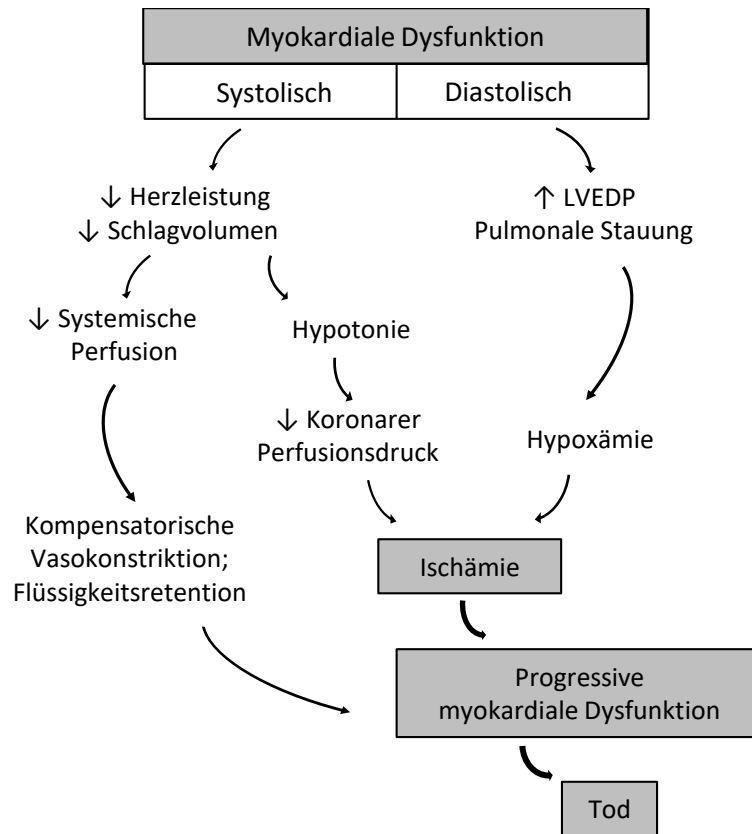 Myokardiale Dysfunktion
Systolisch
Diastolisch
↓ Herzleistung
↓ Schlagvolumen
↑ LVEDP
Pulmonale Stauung
↓ Systemische
Perfusion
Hypotonie
↓ Koronarer
Perfusionsdruck
Hypoxämie
Kompensatorische
Vasokonstriktion;
Flüssigkeitsretention
Ischämie
Progressive
myokardiale Dysfunktion
Tod